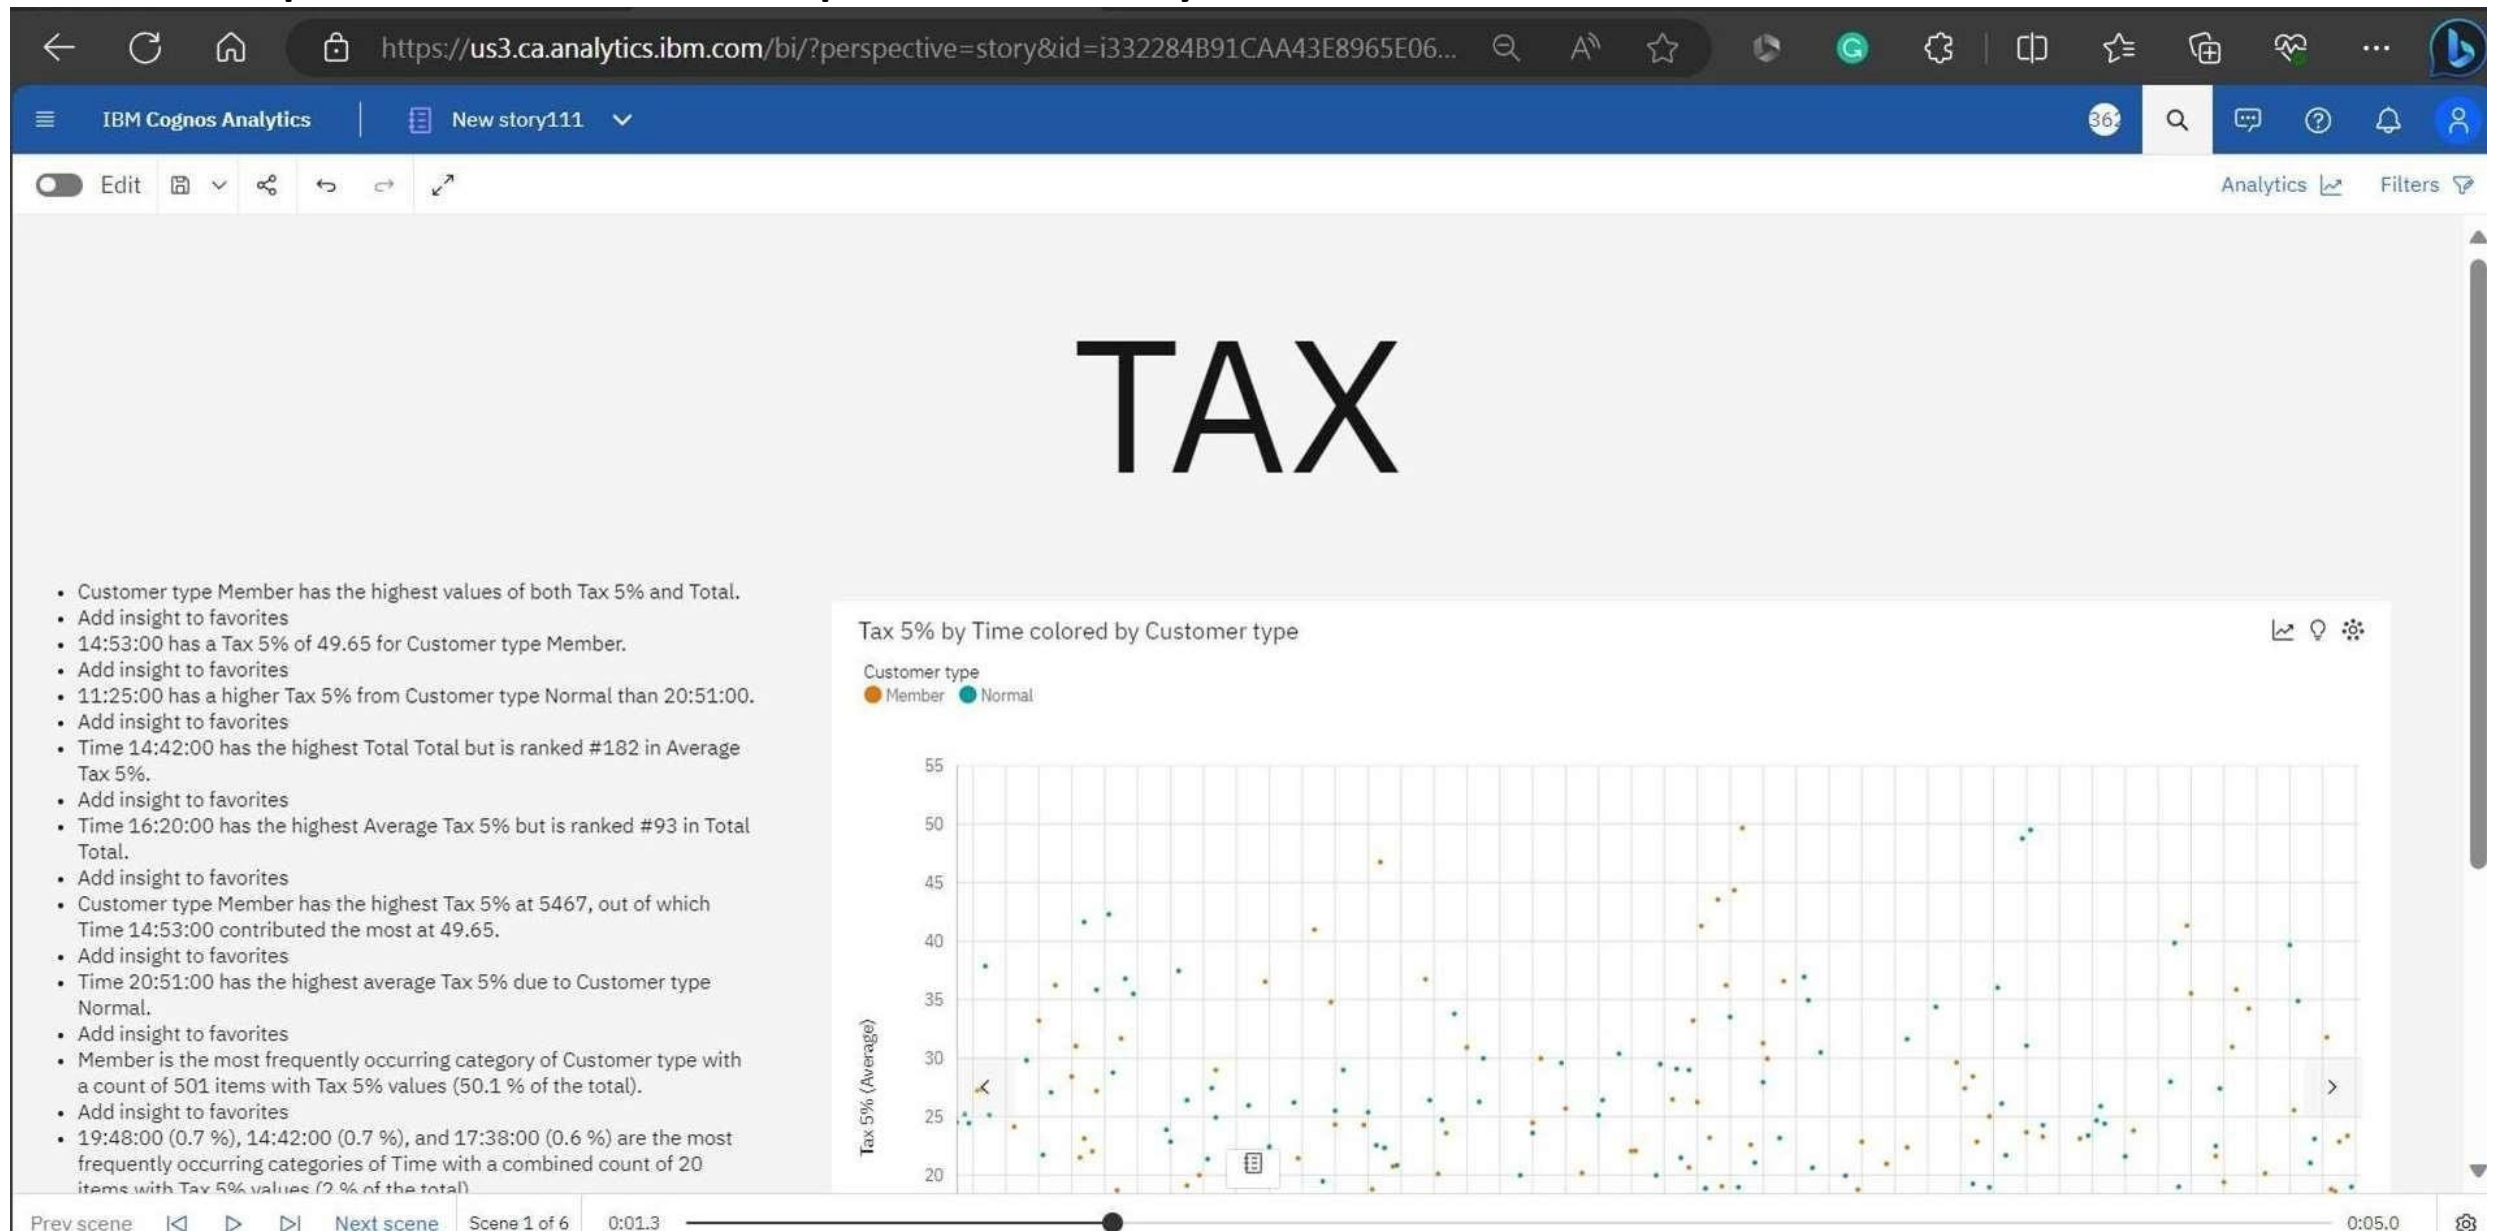 https://us3.ca.analytics.ibm.com/bi/?perspective=story&id=i332284B91CAA43E8965E06...
IBM Cognos Analytics
New story111
362
Edit
Analytics
Filters
TAX
• Customer type Member has the highest values of both Tax 5% and Total.
• Add insight to favorites
• 14:53:00 has a Tax 5% of 49.65 for Customer type Member.
• Add insight to favorites
• 11:25:00 has a higher Tax 5% from Customer type Normal than 20:51:00.
• Add insight to favorites
• Time 14:42:00 has the highest Total Total but is ranked #182 in Average
Tax 5%.
• Add insight to favorites
• Time 16:20:00 has the highest Average Tax 5% but is ranked #93 in Total
Total.
• Add insight to favorites
• Customer type Member has the highest Tax 5% at 5467, out of which
Time 14:53:00 contributed the most at 49.65.
• Add insight to favorites
• Time 20:51:00 has the highest average Tax 5% due to Customer type
Normal.
• Add insight to favorites
• Member is the most frequently occurring category of Customer type with
a count of 501 items with Tax 5% values (50.1 % of the total).
• Add insight to favorites
• 19:48:00 (0.7 %), 14:42:00 (0.7 %), and 17:38:00 (0.6 %) are the most
frequently occurring categories of Time with a combined count of 20
items with Tax 5% values (2 % of the total)
Tax 5% by Time colored by Customer type
Customer type
Member Normal
55
50
45
40
35
30
25
20
Tax 5% (Average)
Prev scene
Next scene
Scene 1 of 6
0:01.3
0:05.0